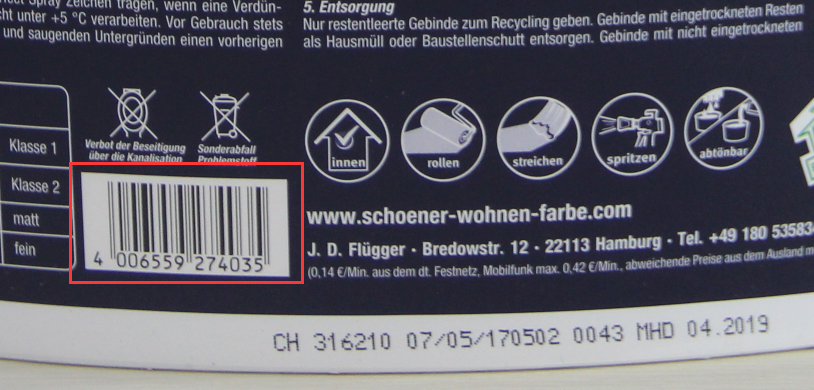 Spray Zeichen tragen, wenn eine Verdün-
cht unter +5 °C verarbeiten. Vor Gebrauch stets
und saugenden Untergründen einen vorherigen
5. Entsorgung
Nur restentleerte Gebinde zum Recycling geben. Gebinde mit eingetrockneten Resten
als Hausmüll oder Baustellenschutt entsorgen. Gebinde mit nicht eingetrockneten
Klasse 1
Klasse 2
matt
fein
Verbot der Beseitigung
über die Kanalisation
Sonderabfall
Problemstoff
innen
rollen
streichen
spritzen
abtönbar
4 006559 274035
www.schoener-wohnen-farbe.com
J. D. Flügger · Bredowstr. 12 · 22113 Hamburg · Tel. +49 180 53583
(0,14 €/Min. aus dem dt. Festnetz, Mobilfunk max. 0,42 €/Min., abweichende Preise aus dem Ausland m
CH 316210 07/05/170502 0043 MHD 04.2019